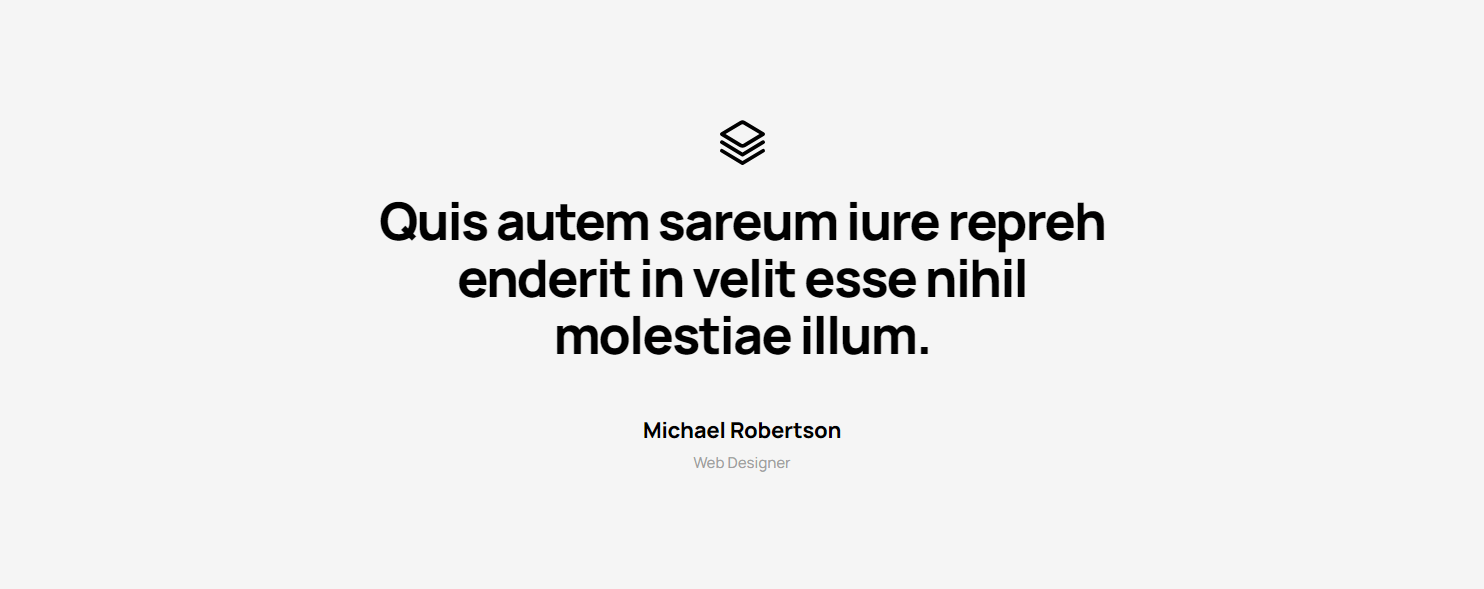 Quis autem sareum iure repreh
enderit in velit esse nihil
molestiae illum.
Michael Robertson
Web Designer